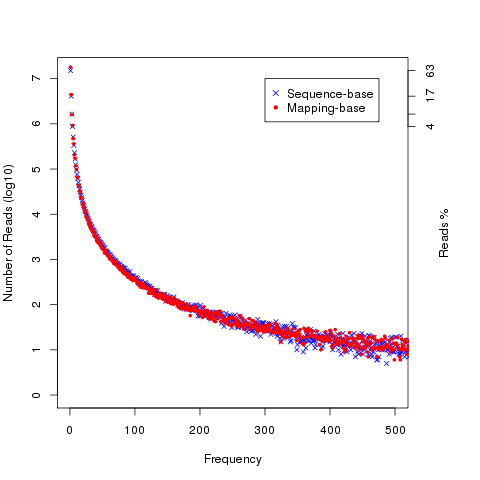 Sequence-base
Mapping-base
Number of Reads (log10)
7
6
5
4
3
2
1
0
63
17
4
Reads %
0 100 200 300 400 500
Frequency